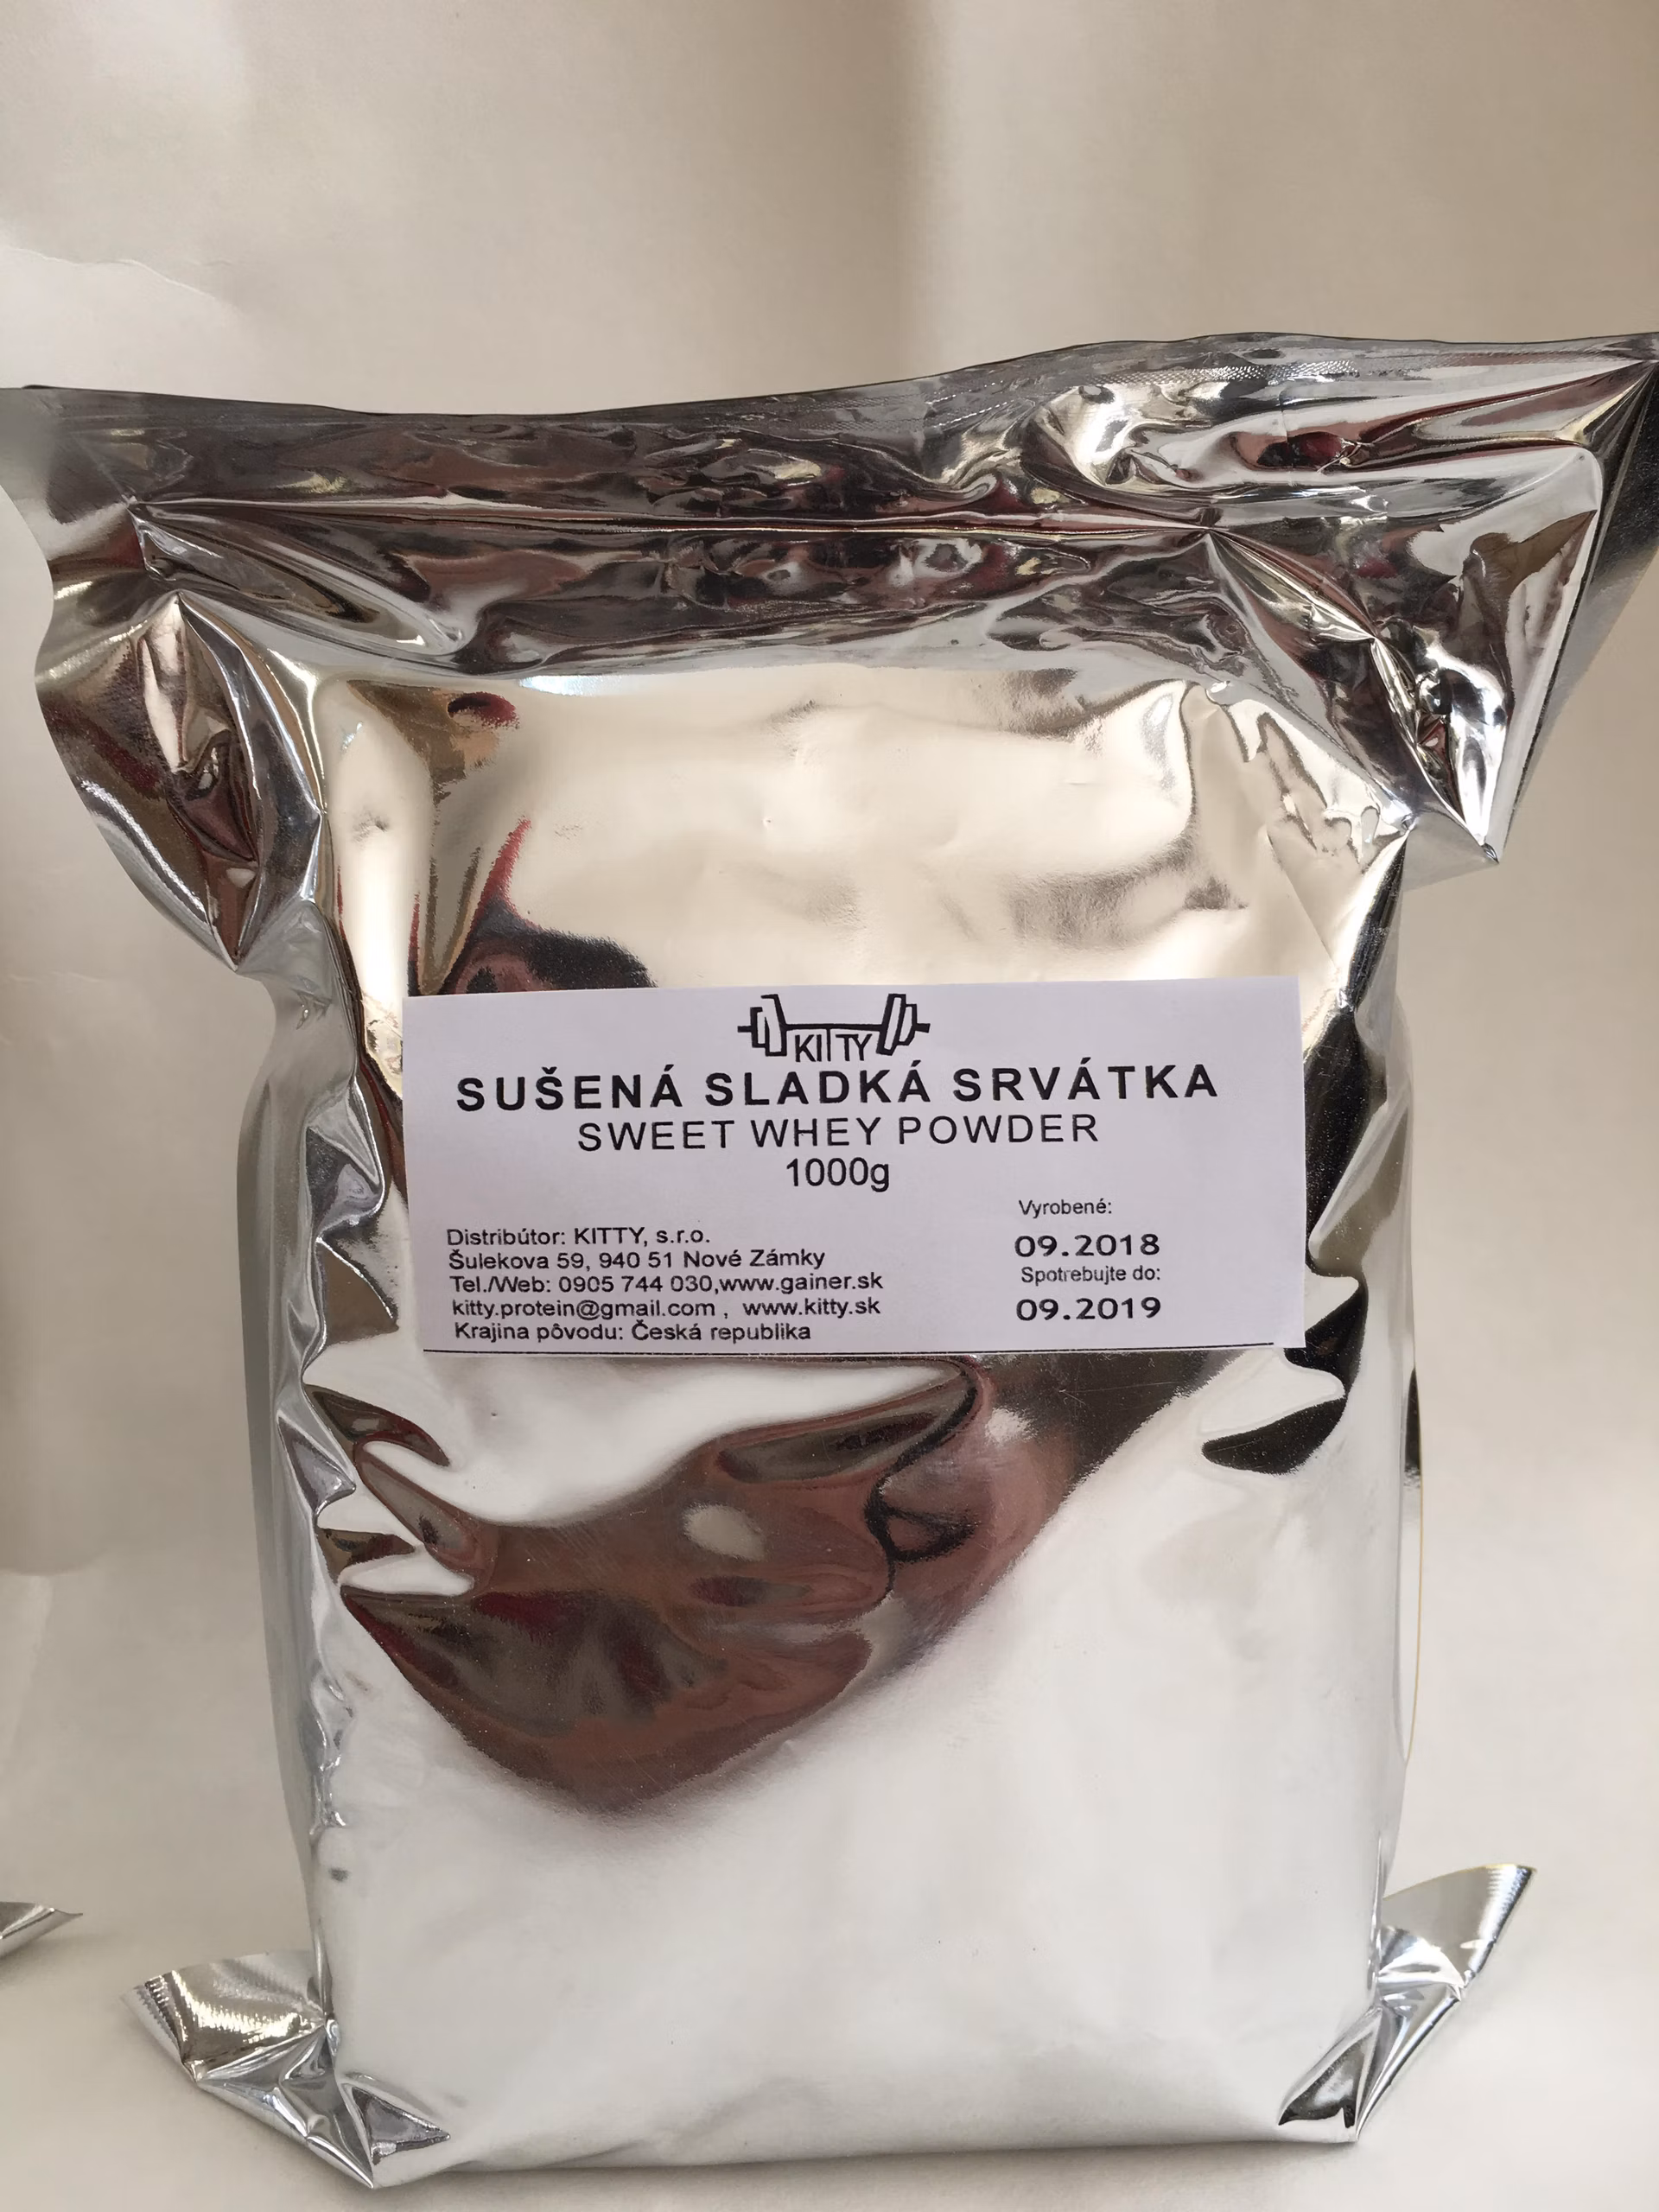 KITTY
SUŠENÁ SLADKÁ SRVÁTKA
SWEET WHEY POWDER
1000g
Distribútor: KITTY, s.r.o.
Šulekova 59, 940 51 Nové Zámky
Tel./Web: 0905 744 030,www.gainer.sk
kitty.protein@gmail.com , www.kitty.sk
Krajina pôvodu: Česká republika
Vyrobené:
09.2018
Spotrebujte do:
09.2019